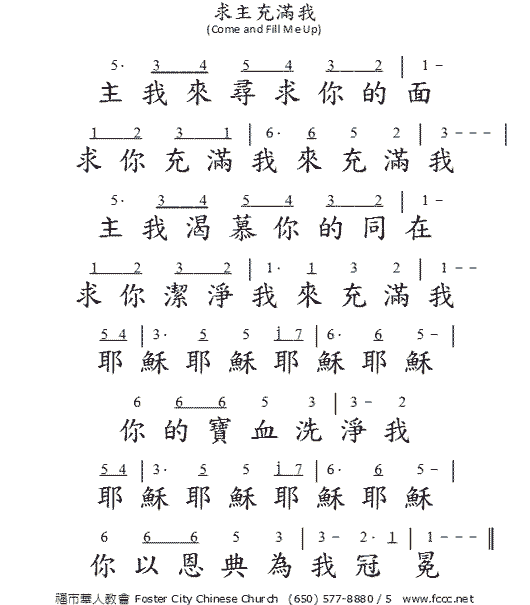 求主充滿我
(Come and Fill Me Up)
5· 3 4 5 4 3 2 | 1 –
主我來尋求你的面
1 2 3 1 | 6· 6 5 2 | 3 – – – |
求你充滿我來充滿我
5· 3 4 5 4 3 2 | 1 –
主我渴慕你的同在
1 2 3 2 | 1· 1 3 2 | 1 – –
求你潔淨我來充滿我
5 4 | 3· 5 5 i 7 | 6· 6 5 – |
耶穌耶穌耶穌耶穌
6 6 6 5 3 | 3 – 2
你的寶血洗淨我
5 4 | 3· 5 5 i 7 | 6· 6 5 – |
耶穌耶穌耶穌耶穌
6 6 6 5 3 | 3 – 2· 1 | 1 – – – ‖
你以恩典為我冠 冕
福市華人教會 Foster City Chinese Church (650) 577-8880 / 5 www.fccc.net